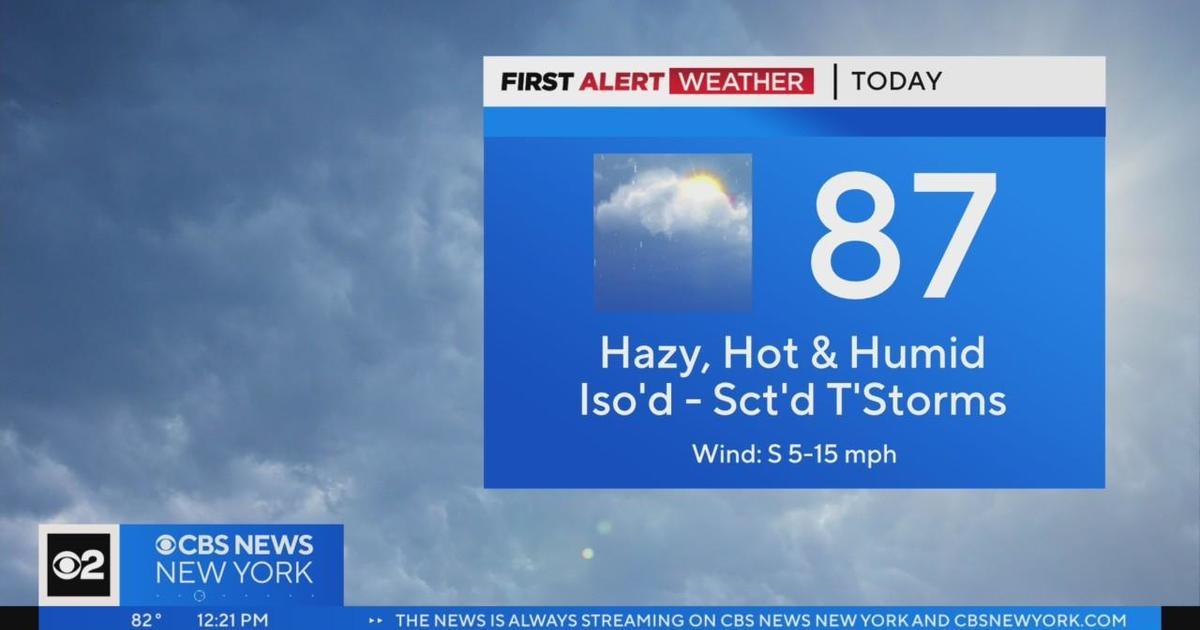 FIRST ALERT WEATHER | TODAY
87
Hazy, Hot & Humid
Iso'd - Sct'd T'Storms
Wind: S 5-15 mph
2
CBS NEWS
NEW YORK
82° 12:21 PM THE NEWS IS ALWAYS STREAMING ON CBS NEWS NEW YORK AND CBSNEWYORK.COM